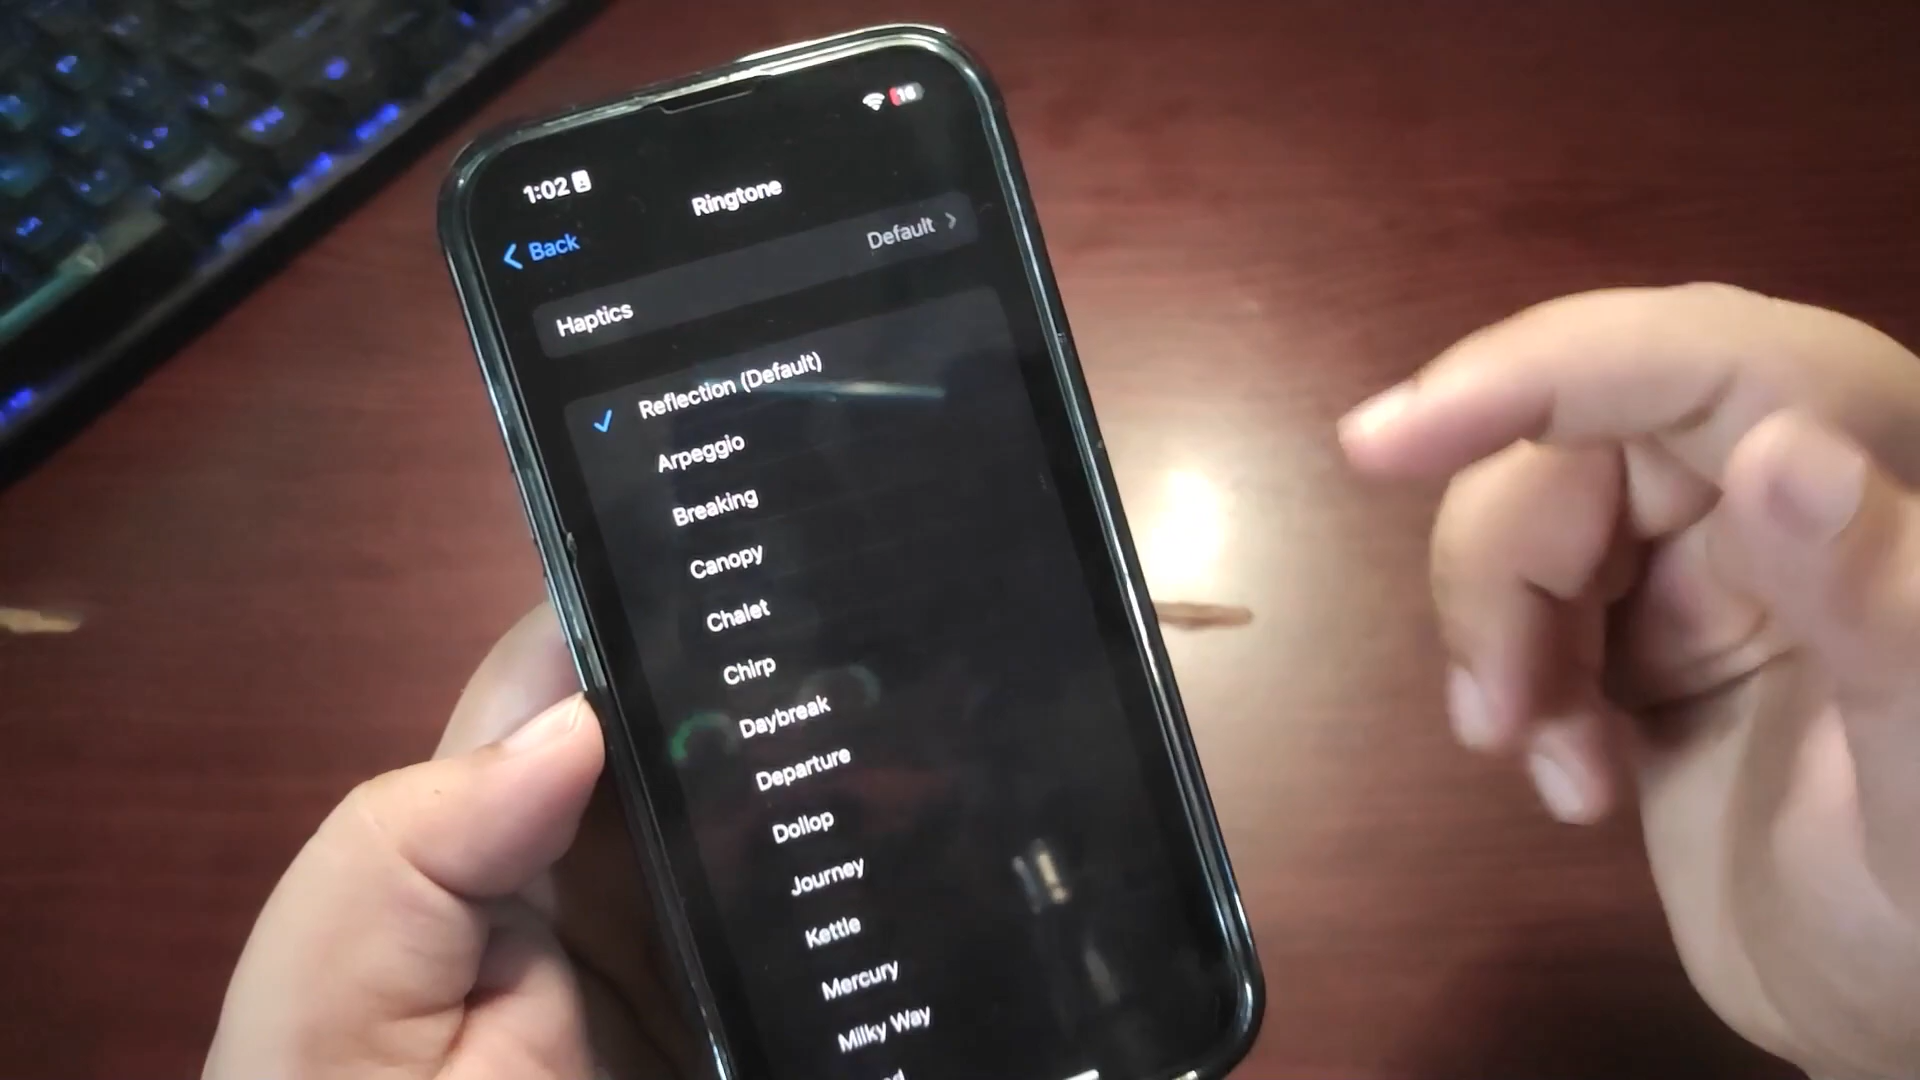 1:02
16
Ringtone
Back
Haptics
Default
Reflection (Default)
Arpeggio
Breaking
Canopy
Chalet
Chirp
Daybreak
Departure
Dollop
Journey
Kettle
Mercury
Milky Way